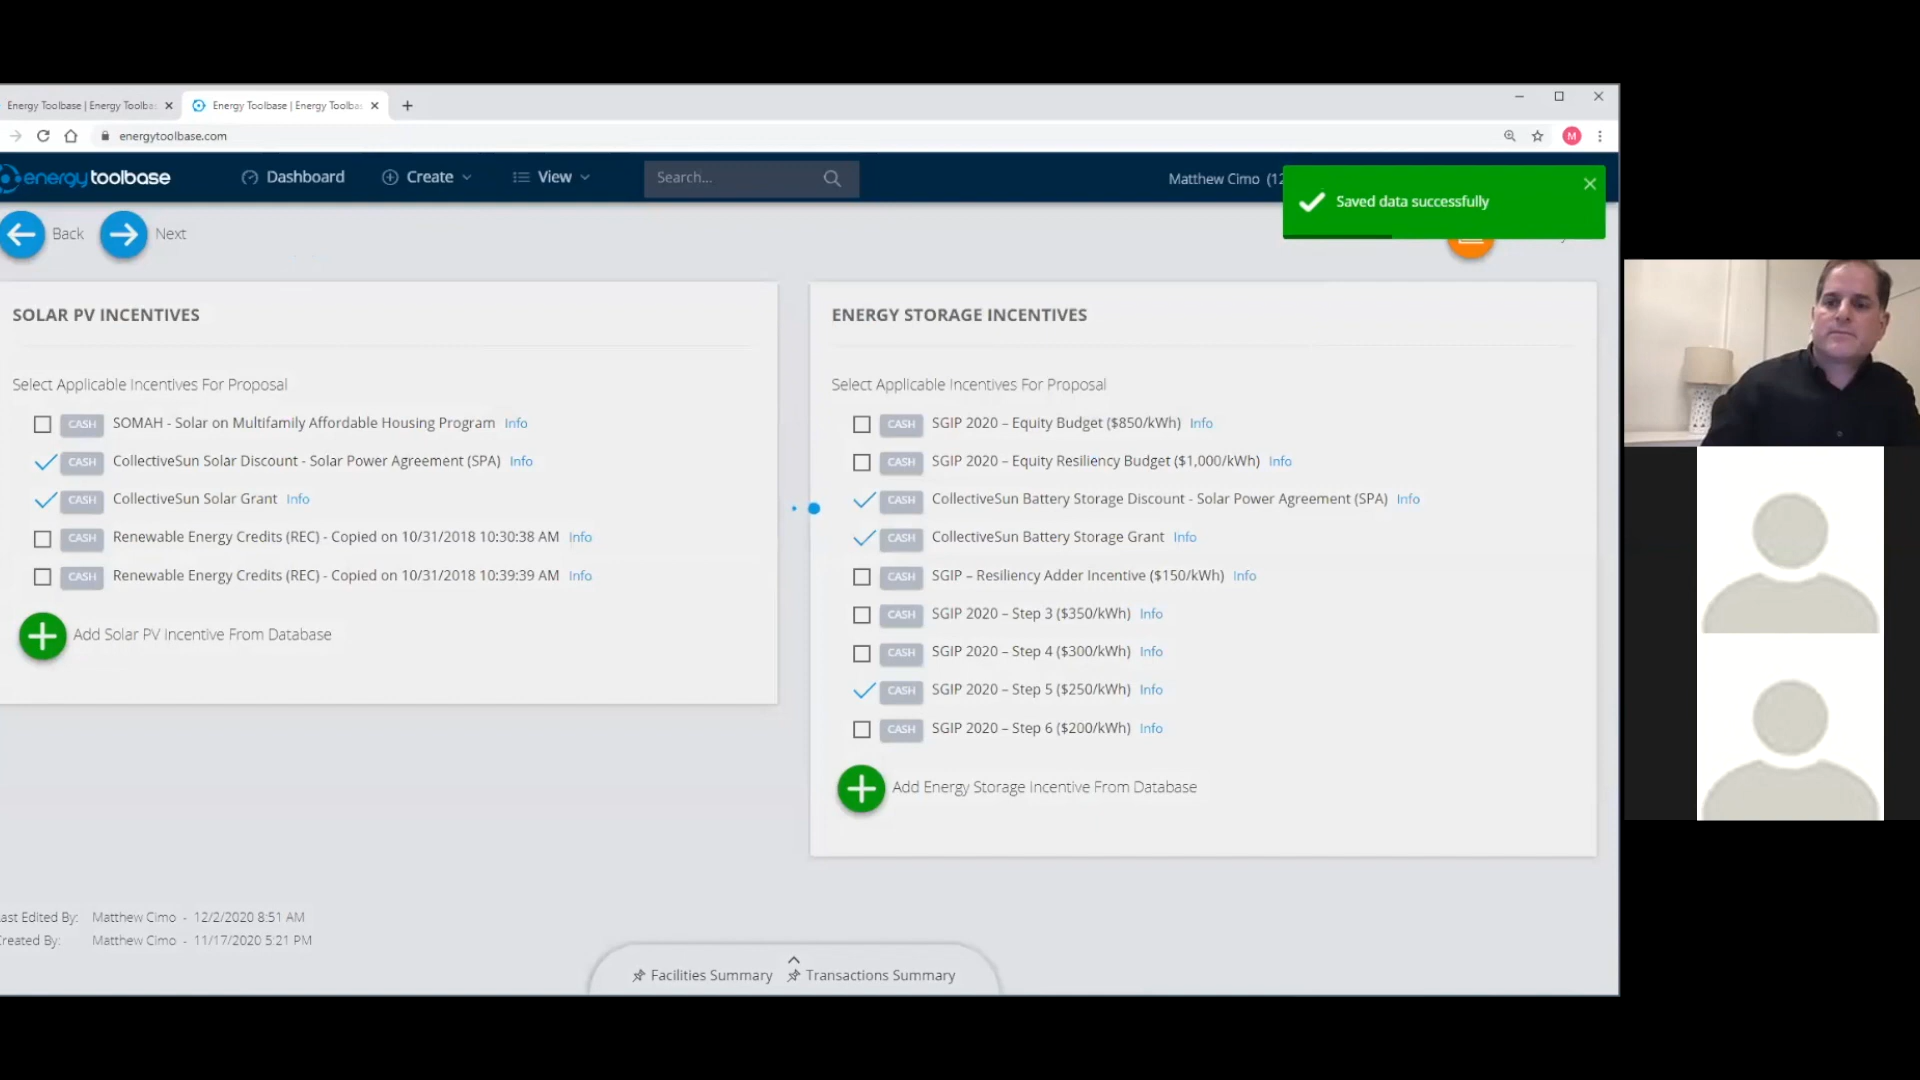 Energy Toolbase | Energy Toolba
Energy Toolbase | Energy Toolba
energytoolbase.com
M
energytoolbase
Dashboard
Create
View
Search...
Matthew Cimo (12
Saved data successfully
Back
Next
SOLAR PV INCENTIVES
Select Applicable Incentives For Proposal
CASH SOMAH - Solar on Multifamily Affordable Housing Program Info
CASH CollectiveSun Solar Discount - Solar Power Agreement (SPA) Info
CASH CollectiveSun Solar Grant Info
CASH Renewable Energy Credits (REC) - Copied on 10/31/2018 10:30:38 AM Info
CASH Renewable Energy Credits (REC) - Copied on 10/31/2018 10:39:39 AM Info
Add Solar PV Incentive From Database
ENERGY STORAGE INCENTIVES
Select Applicable Incentives For Proposal
CASH SGIP 2020 – Equity Budget ($850/kWh) Info
CASH SGIP 2020 – Equity Resiliency Budget ($1,000/kWh) Info
CASH CollectiveSun Battery Storage Discount - Solar Power Agreement (SPA) Info
CASH CollectiveSun Battery Storage Grant Info
CASH SGIP – Resiliency Adder Incentive ($150/kWh) Info
CASH SGIP 2020 – Step 3 ($350/kWh) Info
CASH SGIP 2020 – Step 4 ($300/kWh) Info
CASH SGIP 2020 – Step 5 ($250/kWh) Info
CASH SGIP 2020 – Step 6 ($200/kWh) Info
Add Energy Storage Incentive From Database
ast Edited By: Matthew Cimo - 12/2/2020 8:51 AM
reated By: Matthew Cimo - 11/17/2020 5:21 PM
Facilities Summary
Transactions Summary